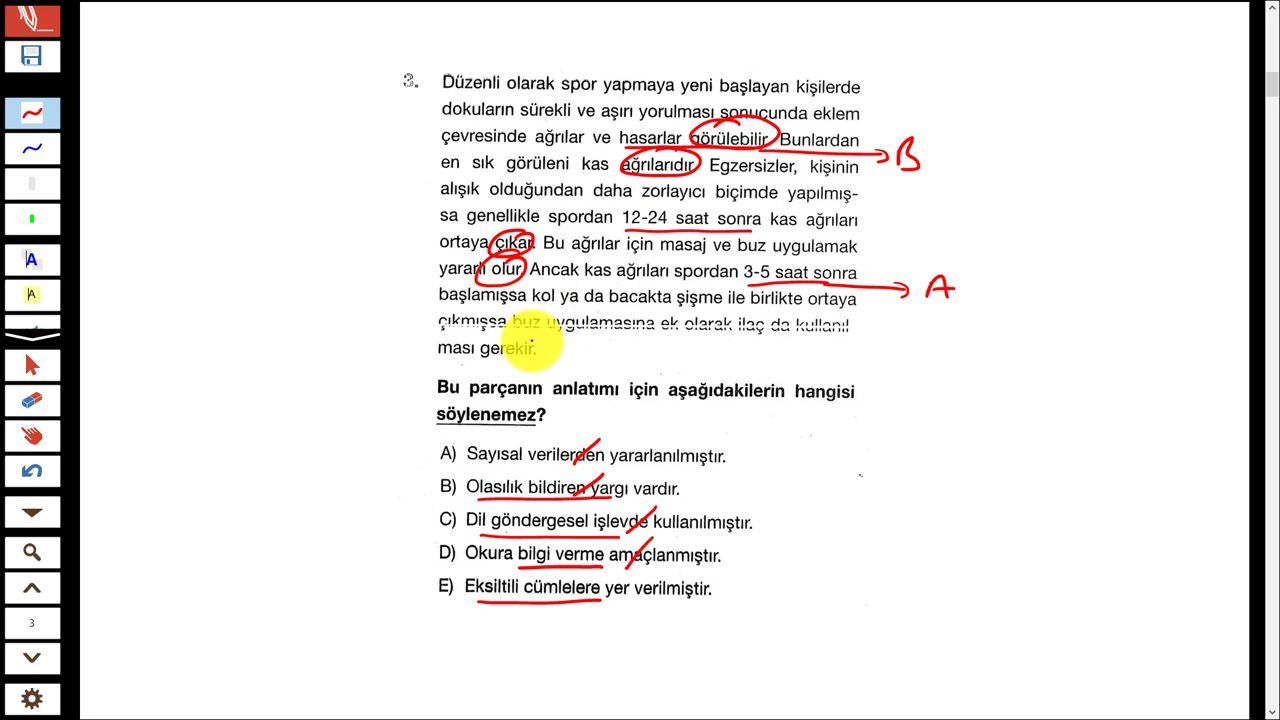 3. Düzenli olarak spor yapmaya yeni başlayan kişilerde
dokuların sürekli ve aşırı yorulması sonucunda eklem
çevresinde ağrılar ve hasarlar görülebilir. Bunlardan
B
en sık görüleni kas ağrılarıdır. Egzersizler, kişinin
alışık olduğundan daha zorlayıcı biçimde yapılmış-
sa genellikle spordan 12-24 saat sonra kas ağrıları
ortaya çıkar. Bu ağrılar için masaj ve buz uygulamak
yararlı olur. Ancak kas ağrıları spordan 3-5 saat sonra
A
başlamışsa kol ya da bacakta şişme ile birlikte ortaya
çıkmışsa buz uygulamasına ek olarak ilaç da kullanıl
ması gerekir.
Bu parçanın anlatımı için aşağıdakilerin hangisi
söylenemez?
A) Sayısal verilerden yararlanılmıştır.
B) Olasılık bildiren yargı vardır.
C) Dil göndergesel işlevde kullanılmıştır.
D) Okura bilgi verme amaçlanmıştır.
E) Eksiltili cümlelere yer verilmiştir.
A
A
3